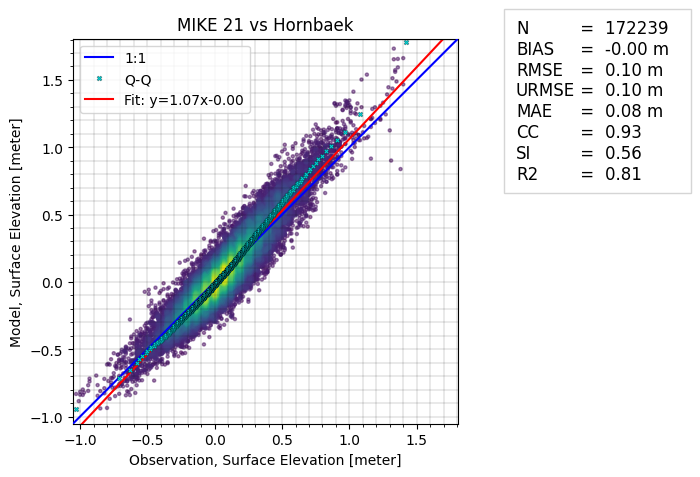 MIKE 21 vs Hornbaek
1:1
Q-Q
Fit: y=1.07x-0.00
N = 172239
BIAS = -0.00 m
RMSE = 0.10 m
URMSE = 0.10 m
MAE = 0.08 m
CC = 0.93
SI = 0.56
R2 = 0.81
Model, Surface Elevation [meter]
1.5
1.0
0.5
0.0
−0.5
−1.0
−1.0 −0.5 0.0 0.5 1.0 1.5
Observation, Surface Elevation [meter]